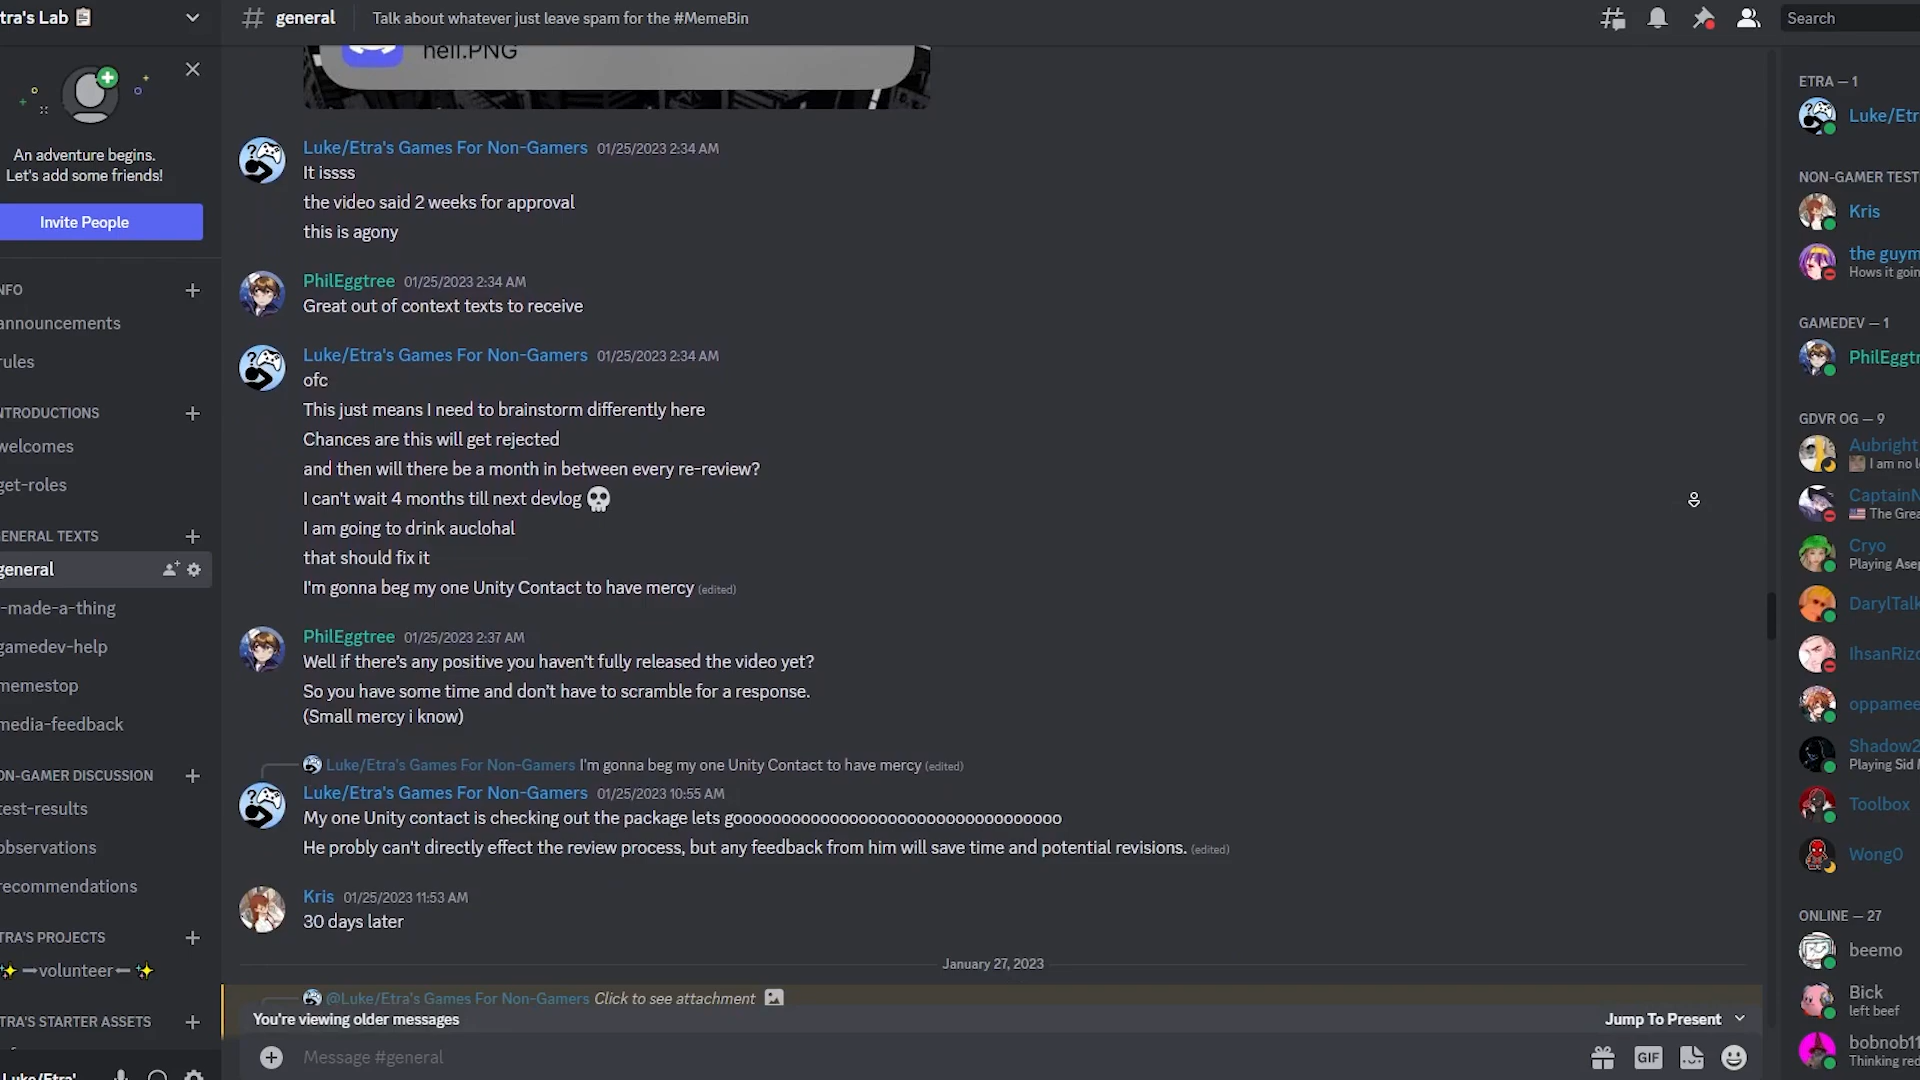 tra's Lab
general
Talk about whatever just leave spam for the #MemeBin
Search
An adventure begins.
Let's add some friends!
Invite People
NFO
announcements
rules
NTRODUCTIONS
welcomes
get-roles
GENERAL TEXTS
general
-made-a-thing
gamedev-help
memestop
media-feedback
ON-GAMER DISCUSSION
test-results
observations
recommendations
TRA'S PROJECTS
volunteer
TRA'S STARTER ASSETS
Luke/Etra'
hell.PNG
Luke/Etra's Games For Non-Gamers 01/25/2023 2:34 AM
It issss
the video said 2 weeks for approval
this is agony
PhilEggtree 01/25/2023 2:34 AM
Great out of context texts to receive
Luke/Etra's Games For Non-Gamers 01/25/2023 2:34 AM
ofc
This just means I need to brainstorm differently here
Chances are this will get rejected
and then will there be a month in between every re-review?
I can't wait 4 months till next devlog 💀
I am going to drink auclohal
that should fix it
I'm gonna beg my one Unity Contact to have mercy (edited)
PhilEggtree 01/25/2023 2:37 AM
Well if there's any positive you haven't fully released the video yet?
So you have some time and don't have to scramble for a response.
(Small mercy i know)
Luke/Etra's Games For Non-Gamers I'm gonna beg my one Unity Contact to have mercy (edited)
Luke/Etra's Games For Non-Gamers 01/25/2023 10:55 AM
My one Unity contact is checking out the package lets gooooooooooooooooooooooooooooooooooo
He probly can't directly effect the review process, but any feedback from him will save time and potential revisions. (edited)
Kris 01/25/2023 11:53 AM
30 days later
January 27, 2023
@Luke/Etra's Games For Non-Gamers Click to see attachment
You're viewing older messages
Jump To Present
Message #general
GIF
ETRA — 1
Luke/Etr
NON-GAMER TEST
Kris
the guym
Hows it goin
GAMEDEV — 1
PhilEggtr
GDVR OG — 9
Aubright
I am no l
CaptainN
The Grea
Cryo
Playing Asep
DarylTalk
IhsanRizo
oppamee
Shadow2
Playing Sid M
Toolbox
Wong0
ONLINE — 27
beemo
Bick
left beef
bobnob11
Thinking red